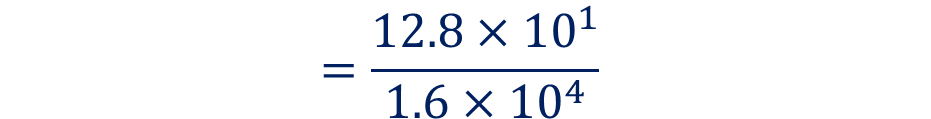 = 12.8 × 10¹
1.6 × 10⁴